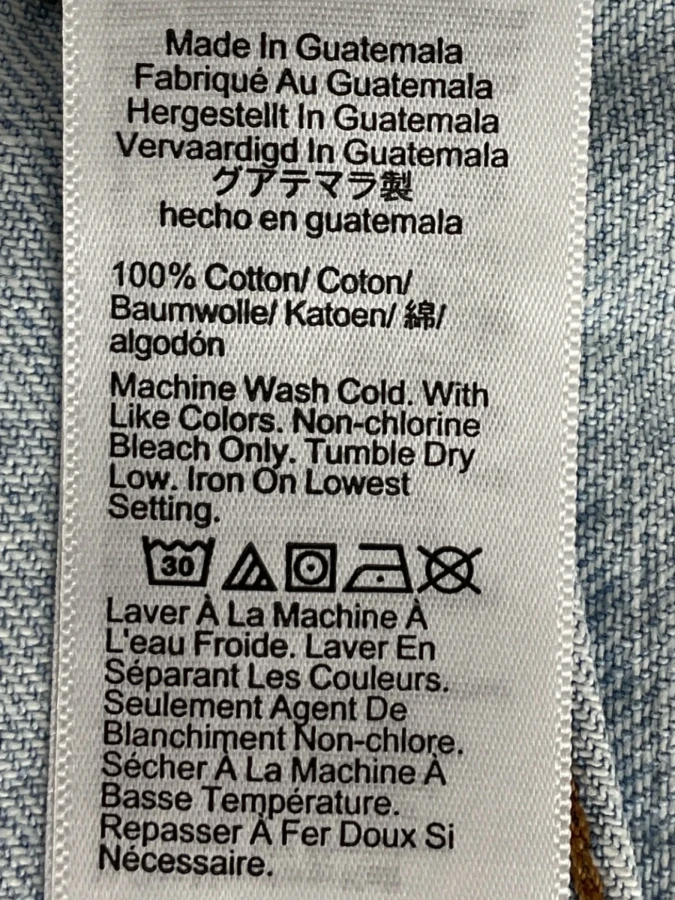 Made In Guatemala
Fabriqué Au Guatemala
Hergestellt In Guatemala
Vervaardigd In Guatemala
グアテマラ製
hecho en guatemala
100% Cotton/ Coton/
Baumwolle/ Katoen/ 綿/
algodón
Machine Wash Cold. With
Like Colors. Non-chlorine
Bleach Only. Tumble Dry
Low. Iron On Lowest
Setting.
30
Laver À La Machine À
L'eau Froide. Laver En
Séparant Les Couleurs.
Seulement Agent De
Blanchiment Non-chlore.
Sécher À La Machine À
Basse Température.
Repasser À Fer Doux Si
Nécessaire.